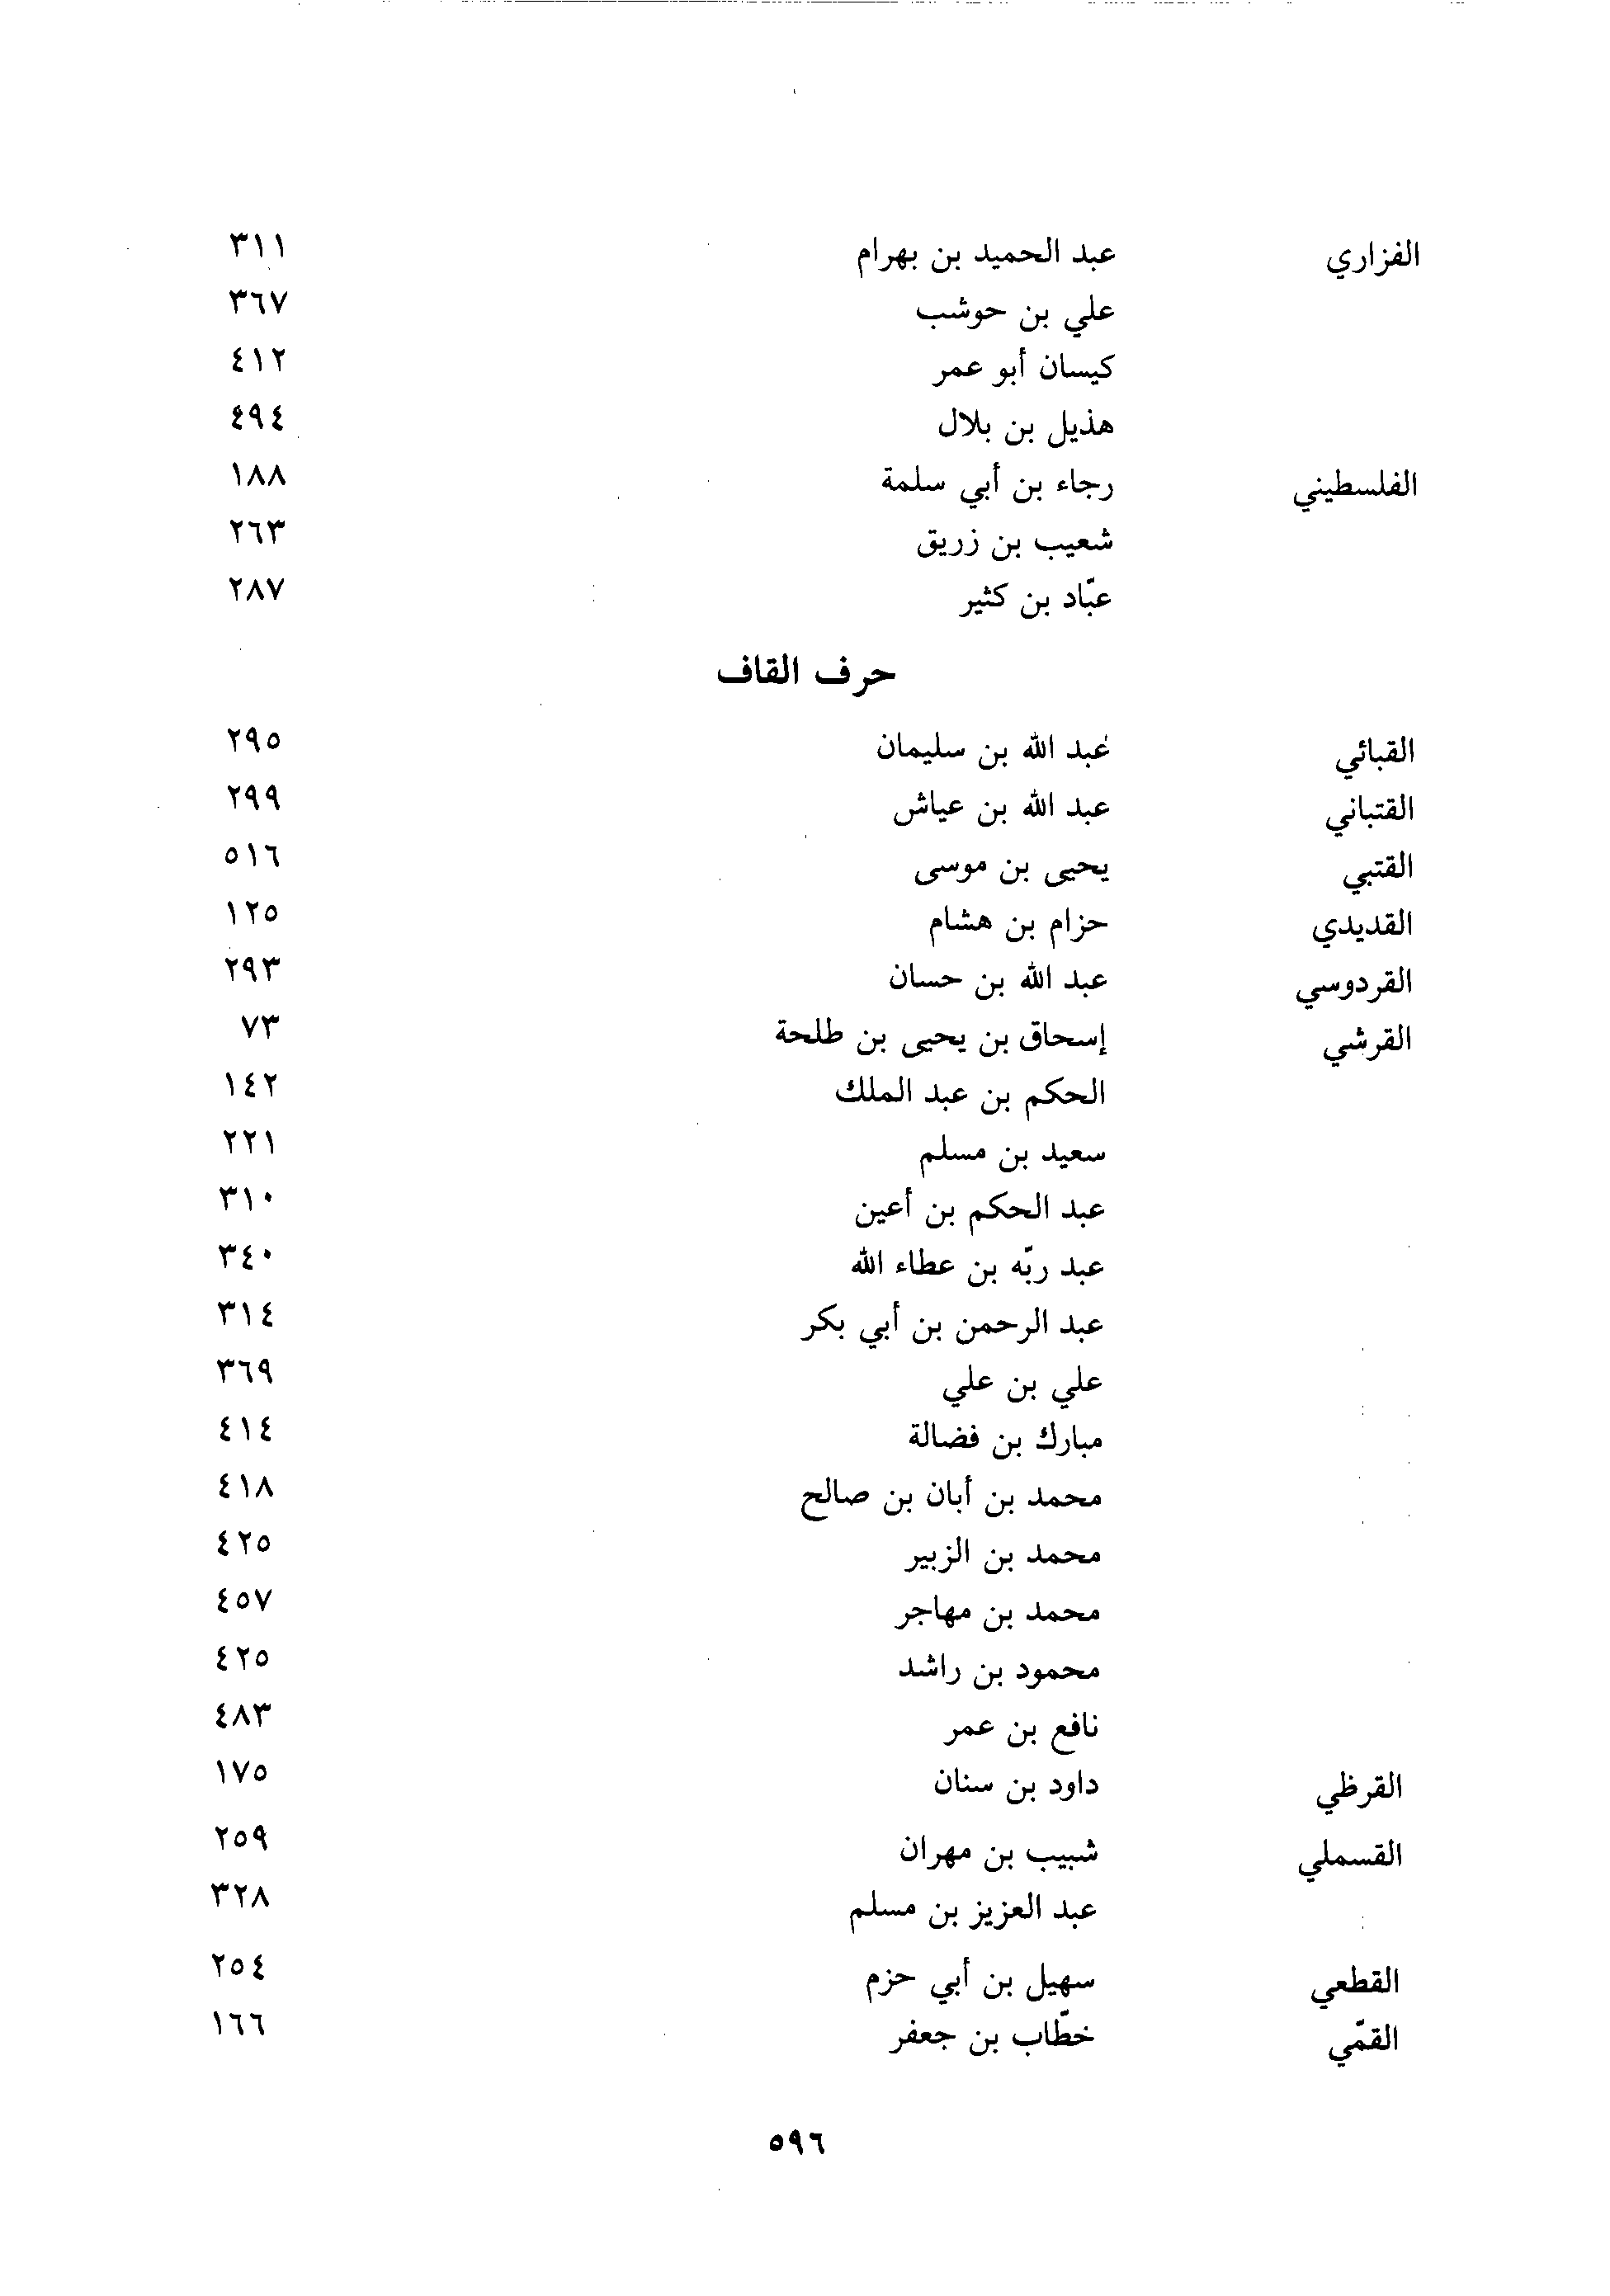 الفزاري عبد الحميد بن بهرام ٣١١
علي بن حوشب ٣٦٧
كيسان أبو عمر ٤١٢
هذيل بن بلال ٤٩٤
الفلسطيني رجاء بن أبي سلمة ١٨٨
شعيب بن زريق ٢٦٣
عبّاد بن كثير ٢٨٧
حرف القاف
القبائي عبد الله بن سليمان ٢٩٥
القتباني عبد الله بن عياش ٢٩٩
القتبي يحيى بن موسى ٥١٦
القديدي حزام بن هشام ١٢٥
القردوسي عبد الله بن حسان ٢٩٣
القرشي إسحاق بن يحيى بن طلحة ٧٣
الحكم بن عبد الملك ١٤٢
سعيد بن مسلم ٢٢١
عبد الحكم بن أعين ٣١٠
عبد ربّه بن عطاء الله ٣٤٠
عبد الرحمن بن أبي بكر ٣١٤
علي بن علي ٣٦٩
مبارك بن فضالة ٤١٤
محمد بن أبان بن صالح ٤١٨
محمد بن الزبير ٤٢٥
محمد بن مهاجر ٤٥٧
محمود بن راشد ٤٢٥
نافع بن عمر ٤٨٣
القرظي داود بن سنان ١٧٥
القسملي شبيب بن مهران ٢٥٩
عبد العزيز بن مسلم ٣٢٨
القطعي سهيل بن أبي حزم ٢٥٤
القمّي خطّاب بن جعفر ١٦٦
٥٩٦